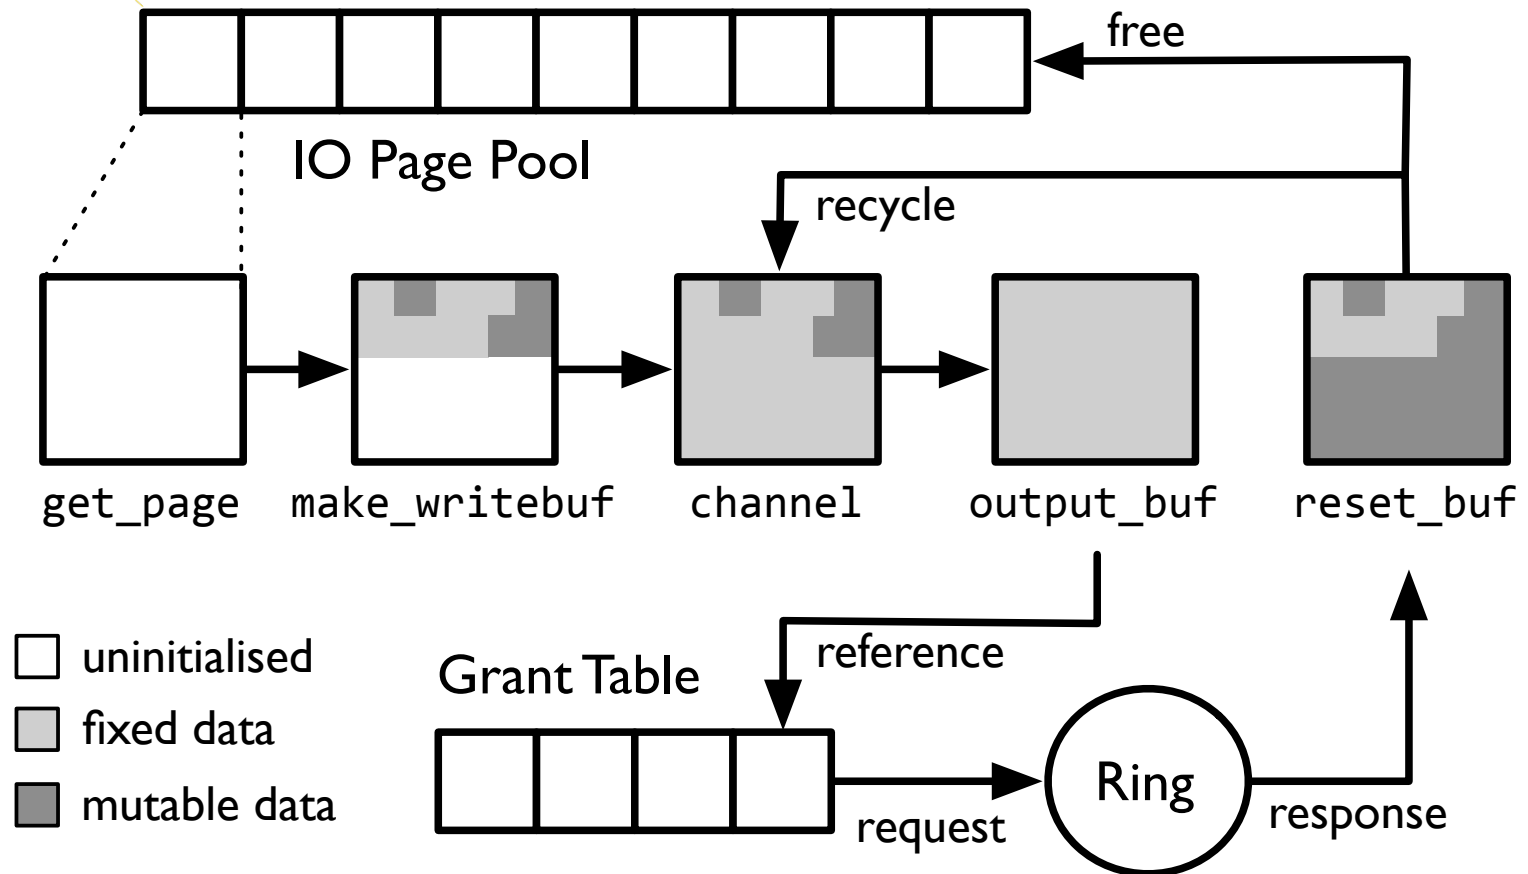 free
IO Page Pool
recycle
get_page
make_writebuf
channel
output_buf
reset_buf
uninitialised
fixed data
mutable data
reference
Grant Table
request
Ring
response